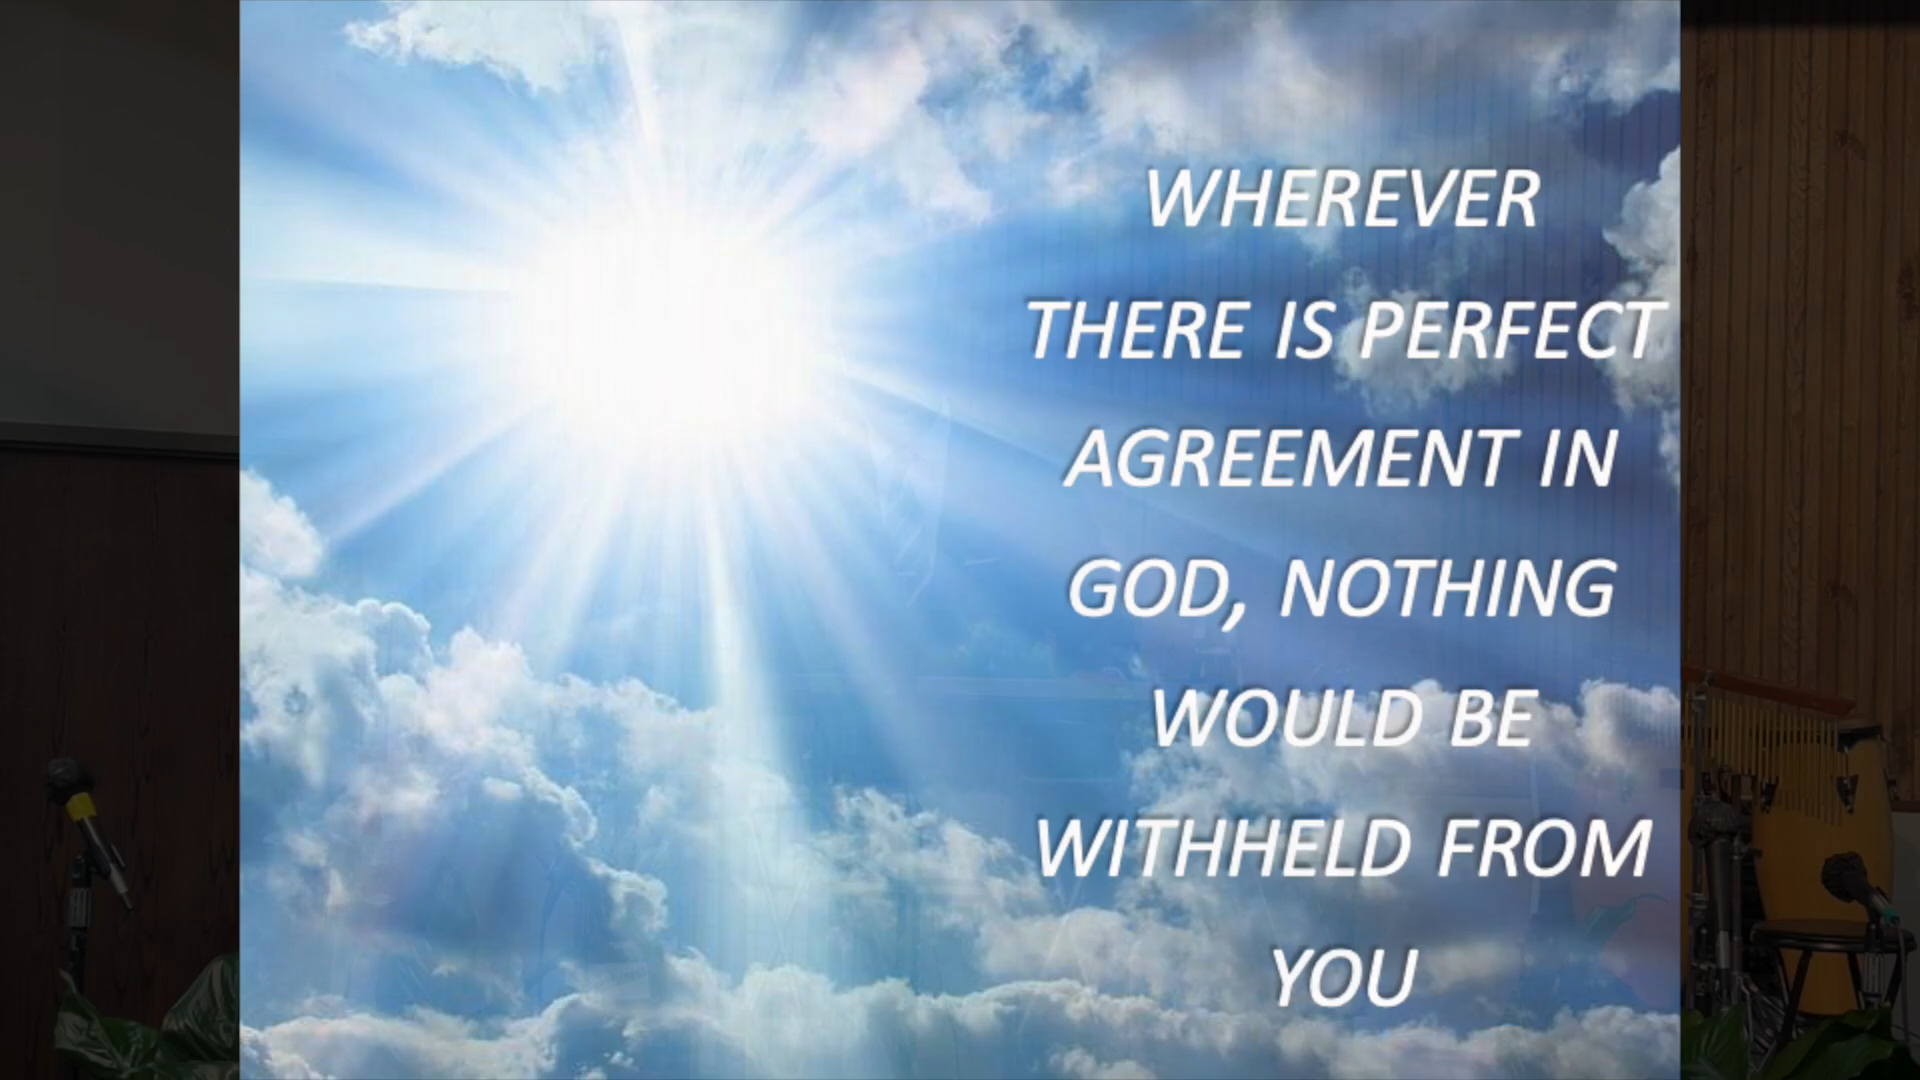 WHEREVER
THERE IS PERFECT
AGREEMENT IN
GOD, NOTHING
WOULD BE
WITHHELD FROM
YOU